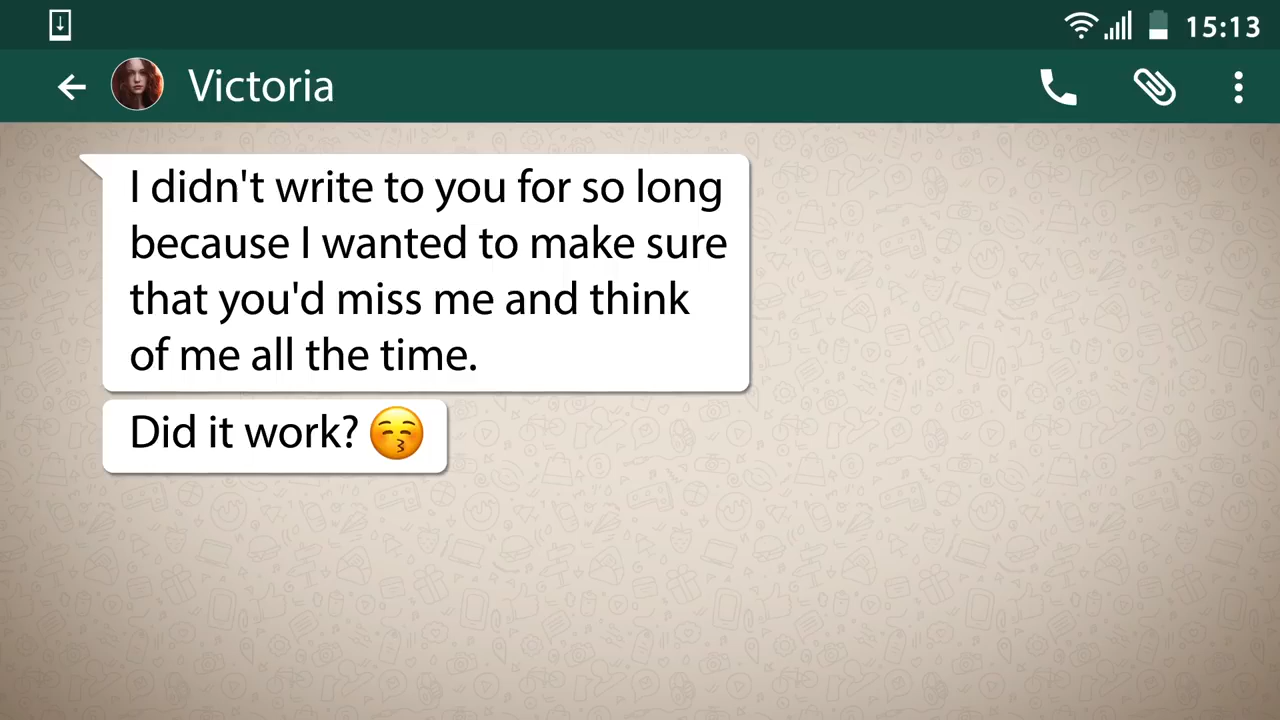 15:13
Victoria
I didn't write to you for so long
because I wanted to make sure
that you'd miss me and think
of me all the time.
Did it work? 😚